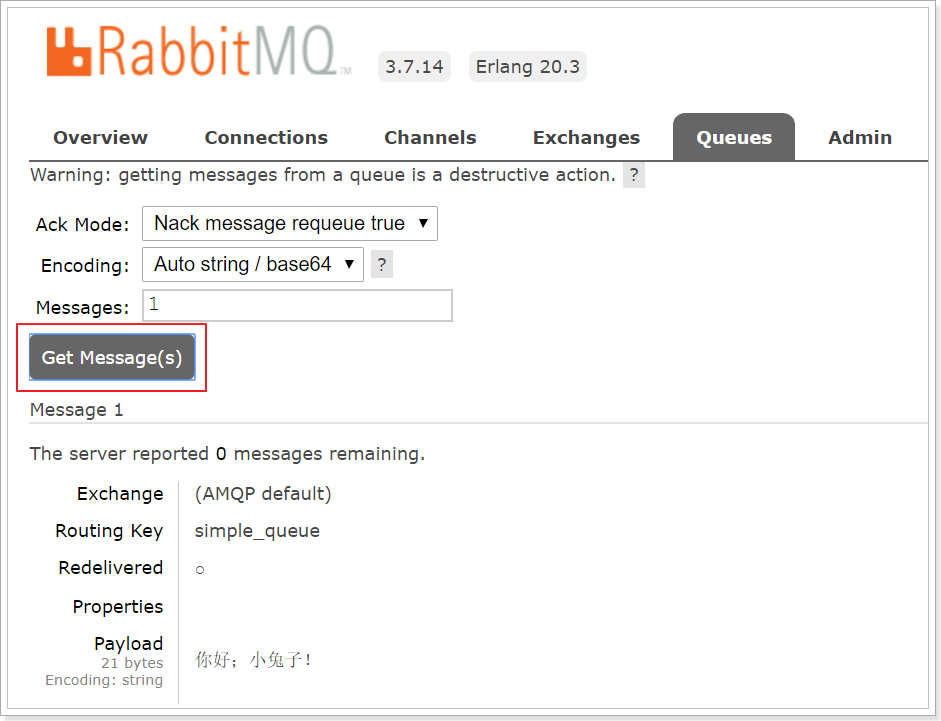 RabbitMQ TM 3.7.14 Erlang 20.3
Overview Connections Channels Exchanges Queues Admin
Warning: getting messages from a queue is a destructive action. ?
Ack Mode: Nack message requeue true ▼
Encoding: Auto string / base64 ▼ ?
Messages: 1
Get Message(s)
Message 1
The server reported 0 messages remaining.
Exchange (AMQP default)
Routing Key simple_queue
Redelivered ○
Properties
Payload
21 bytes
Encoding: string
你好；小兔子！